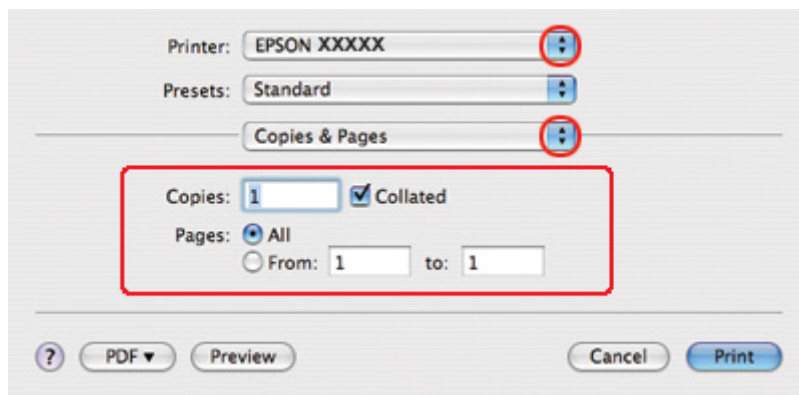 Printer: EPSON XXXXX
Presets: Standard
Copies & Pages
Copies: 1 Collated
Pages: All
From: 1 to: 1
? PDF ▼ Preview Cancel Print